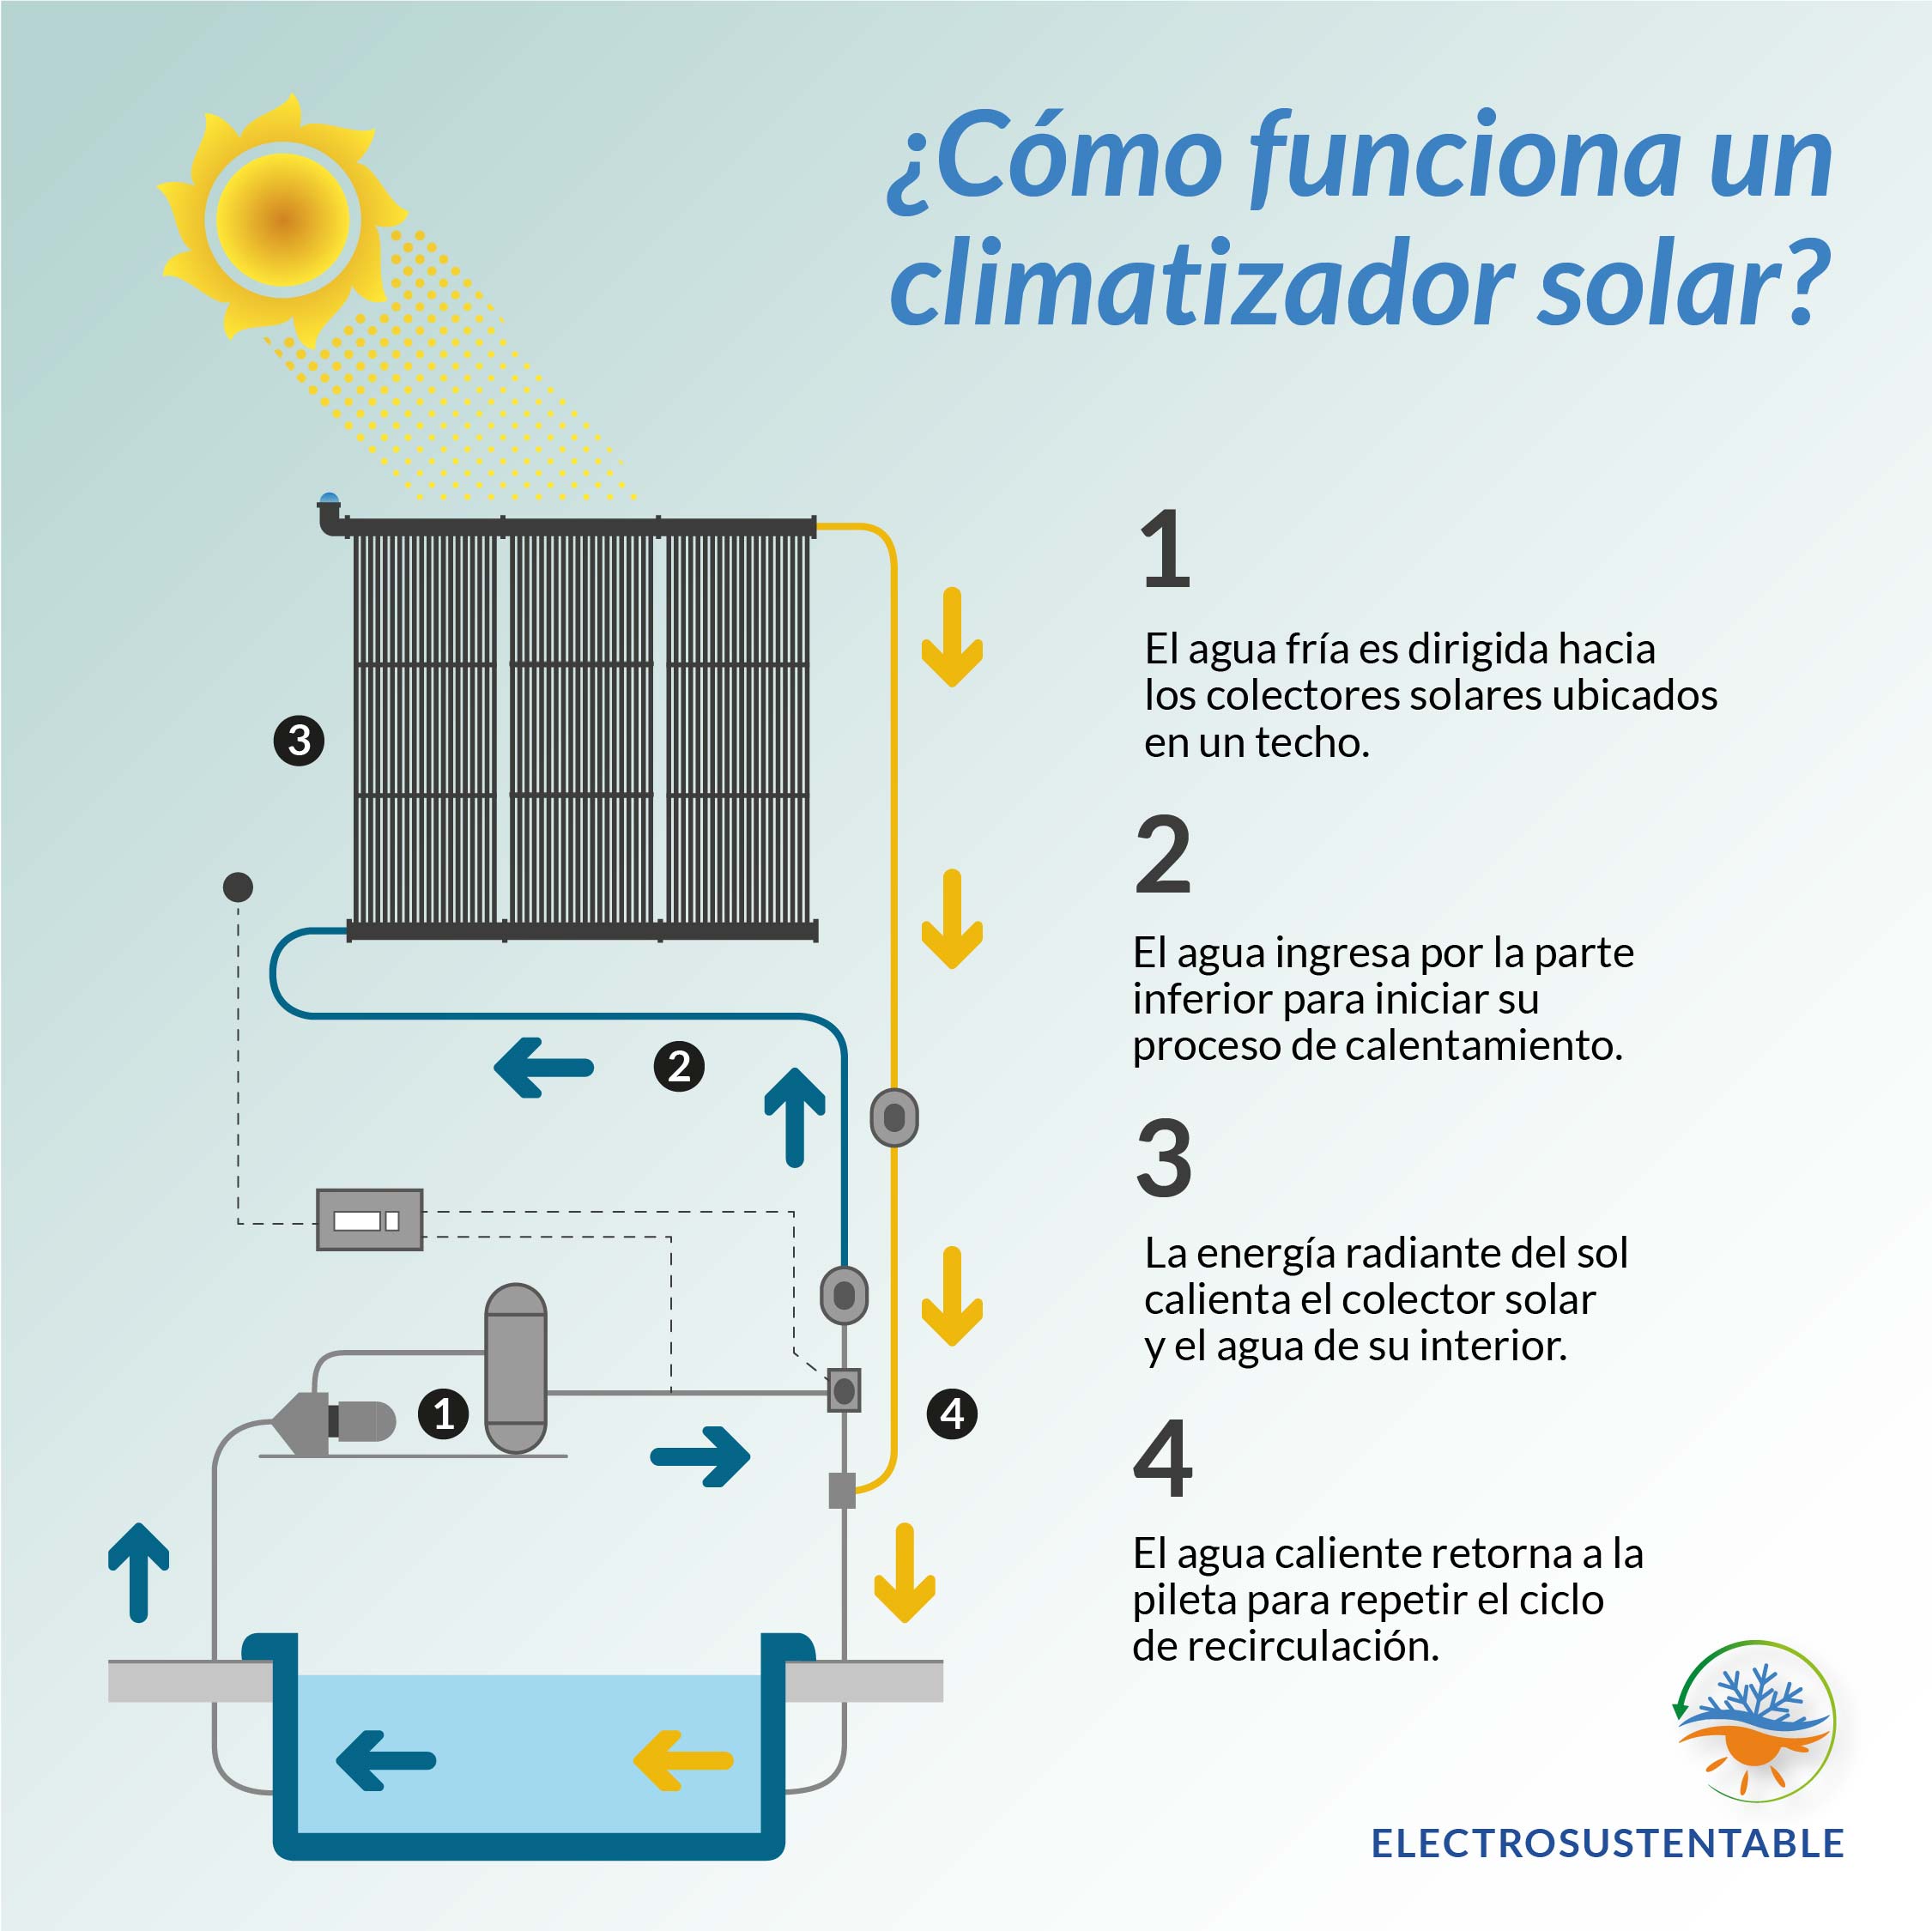 ¿Cómo funciona un
climatizador solar?
1
El agua fría es dirigida hacia
los colectores solares ubicados
en un techo.
2
El agua ingresa por la parte
inferior para iniciar su
proceso de calentamiento.
3
La energía radiante del sol
calienta el colector solar
y el agua de su interior.
4
El agua caliente retorna a la
pileta para repetir el ciclo
de recirculación.
3
2
1
4
ELECTROSUSTENTABLE